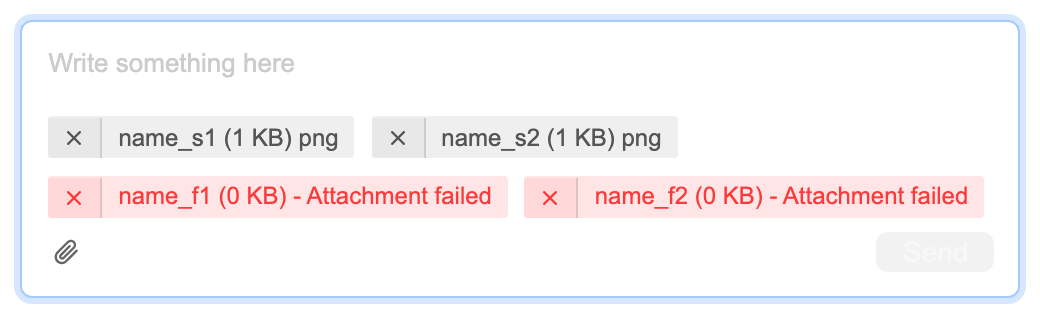 Write something here
× name_s1 (1 KB) png × name_s2 (1 KB) png
× name_f1 (0 KB) - Attachment failed × name_f2 (0 KB) - Attachment failed
Send